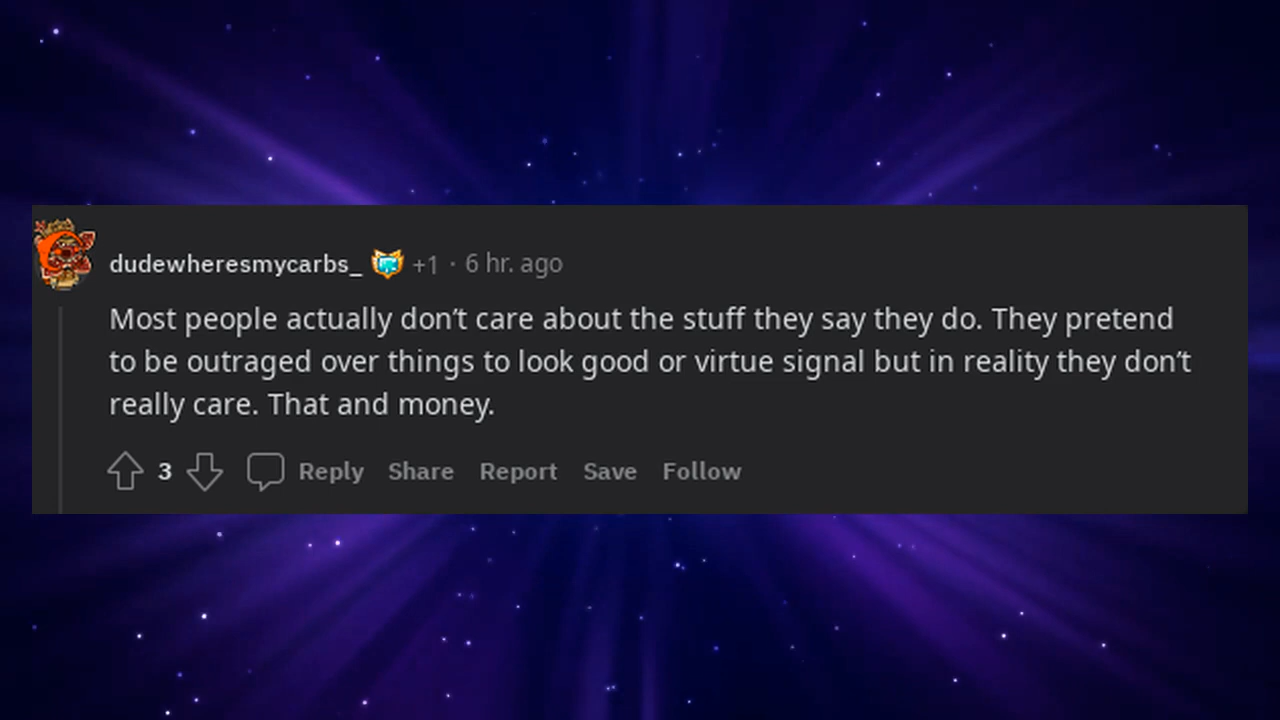 dudewheresmycarbs_ +1 · 6 hr. ago
Most people actually don’t care about the stuff they say they do. They pretend
to be outraged over things to look good or virtue signal but in reality they don’t
really care. That and money.
3 Reply Share Report Save Follow